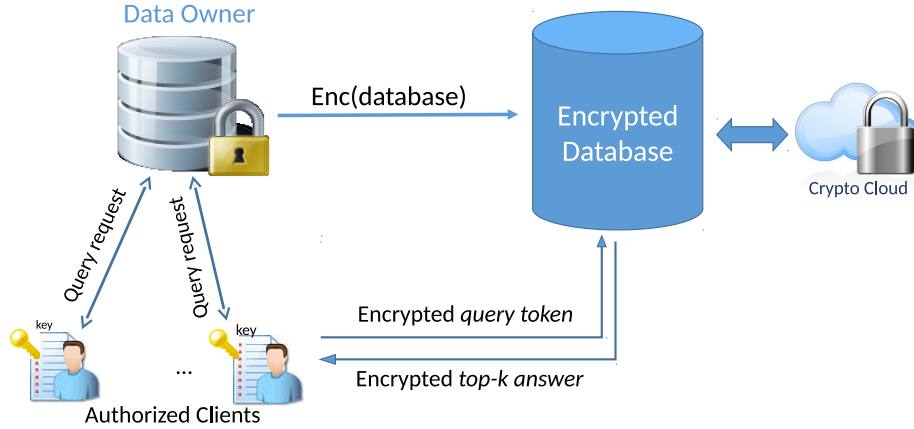 Data Owner
Enc(database)
Encrypted
Database
Crypto Cloud
Query request
Query request
key
key
...
Encrypted query token
Encrypted top-k answer
Authorized Clients